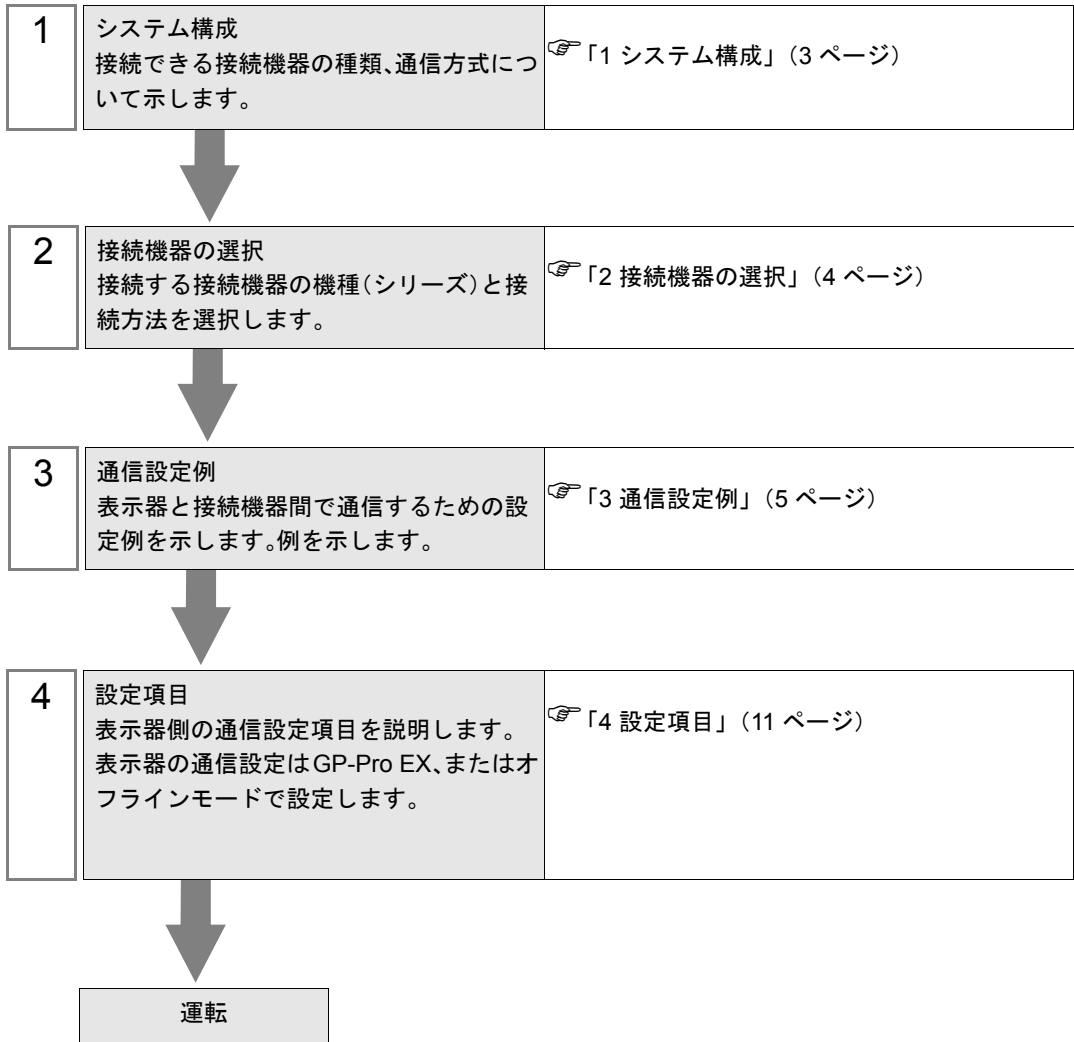 1
システム構成
接続できる接続機器の種類、通信方式につ
いて示します。
☞「1 システム構成」（3 ページ）
2
接続機器の選択
接続する接続機器の機種（シリーズ）と接
続方法を選択します。
☞「2 接続機器の選択」（4 ページ）
3
通信設定例
表示器と接続機器間で通信するための設
定例を示します。例を示します。
☞「3 通信設定例」（5 ページ）
4
設定項目
表示器側の通信設定項目を説明します。
表示器の通信設定はGP-Pro EX、またはオ
フラインモードで設定します。
☞「4 設定項目」（11 ページ）
運転